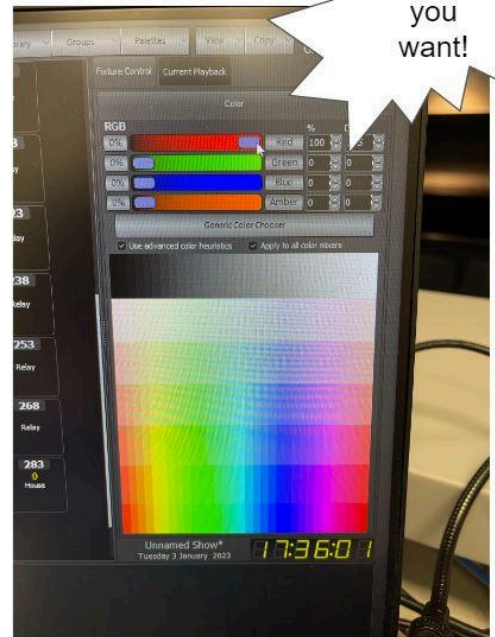 you
want!
Groups
Palettes
View
Copy
Fixture Control
Current Playback
Color
RGB
%
0%
Red
100
0%
Green
0
0
0%
Blue
0
0
0%
Amber
0
0
Generic Color Chooser
Use advanced color heuristics
Apply to all color mixers
238
253
Relay
268
Relay
283
0
House
Unnamed Show*
Tuesday 3 January 2023
17:36:01